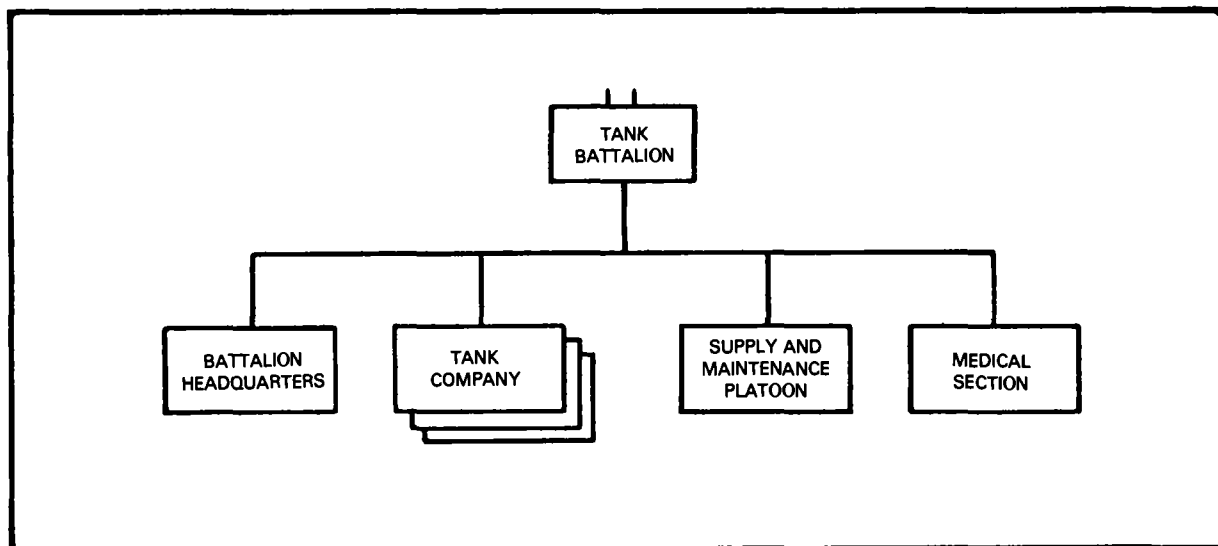 TANK
BATTALION
BATTALION
HEADQUARTERS
TANK
COMPANY
SUPPLY AND
MAINTENANCE
PLATOON
MEDICAL
SECTION